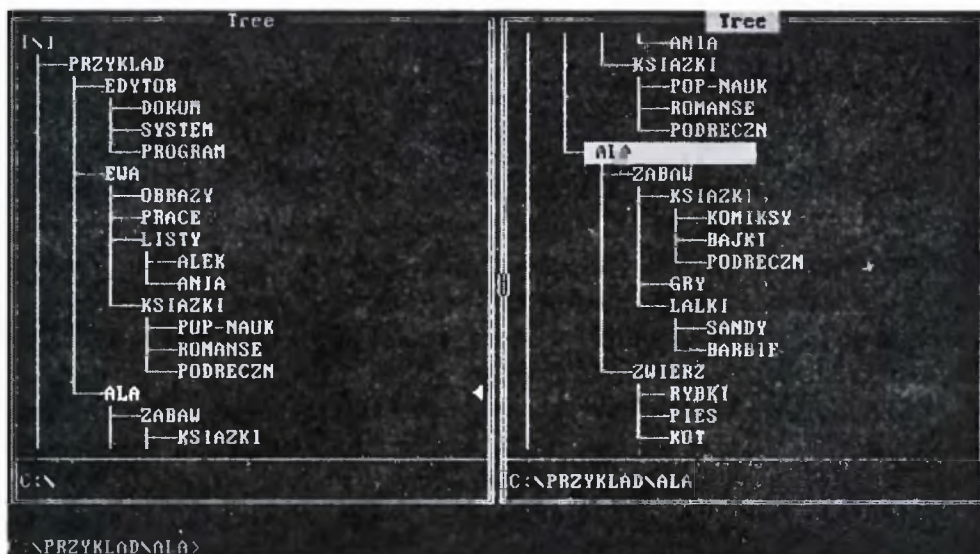 Tree
[\]
PRZYKLAD
EDYTOR
DOKUM
SYSTEM
PROGRAM
EWA
OBRAZY
PRACE
LISTY
ALEK
ANIA
KSIAZKI
POP-NAUK
ROMANSE
PODRECZN
ALA
ZABAW
KSIAZKI
C:\
Tree
ANIA
KSIAZKI
POP-NAUK
ROMANSE
PODRECZN
ALA
ZABAW
KSIAZKI
KOMIKSY
BAJKI
PODRECZN
GRY
LALKI
SANDY
BARBIE
ZWIERZ
RYBKI
PIES
KOT
C:\PRZYKLAD\ALA
C:\PRZYKLAD\ALA>